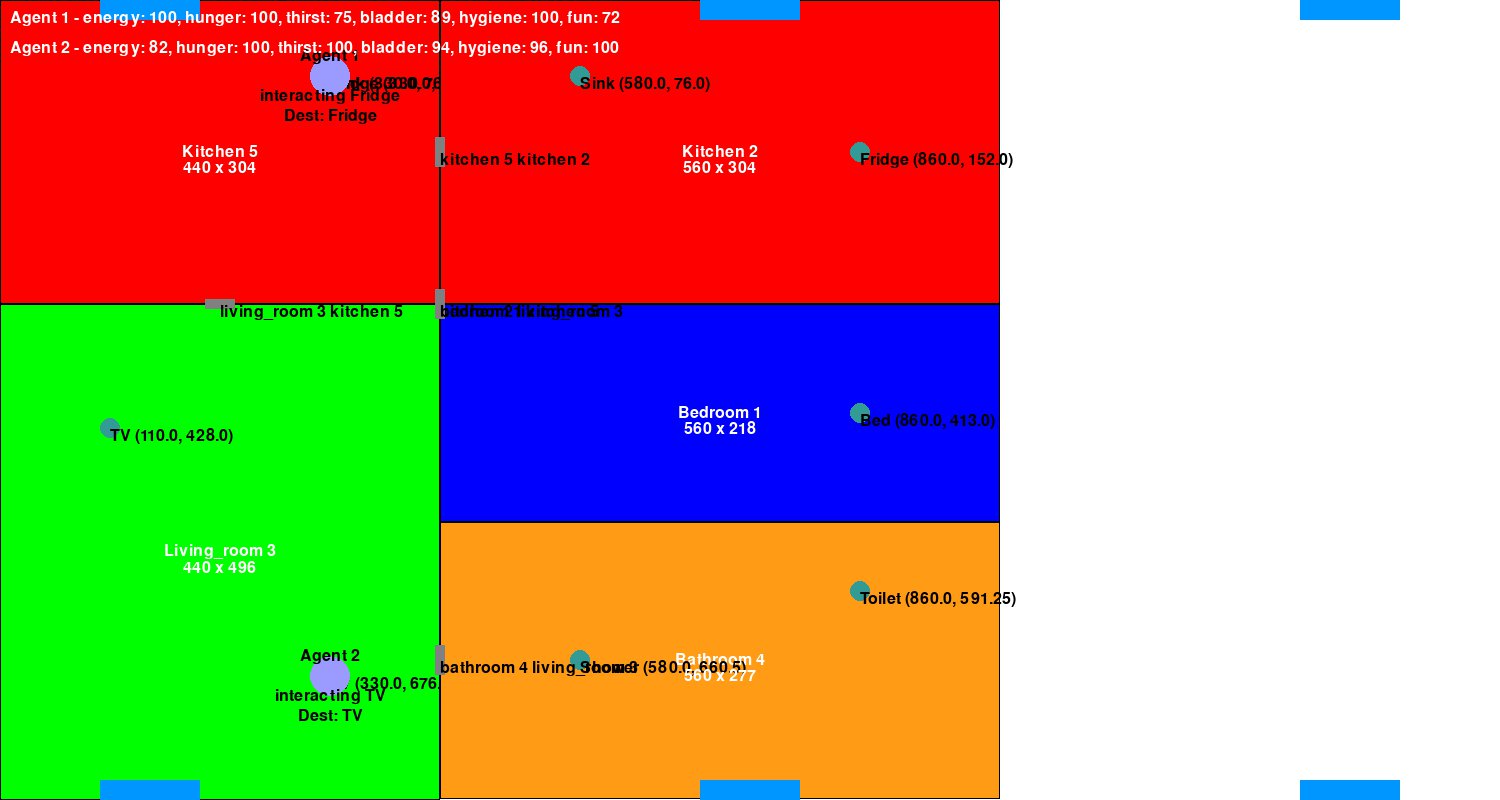 Agent 1 - energy: 100, hunger: 100, thirst: 75, bladder: 89, hygiene: 100, fun: 72
Agent 2 - energy: 82, hunger: 100, thirst: 100, bladder: 94, hygiene: 96, fun: 100
Agent 1
Sink (580.0, 76.0)
interacting Fridge
Dest: Fridge
Kitchen 5
440 x 304
kitchen 5 kitchen 2
Kitchen 2
560 x 304
Fridge (860.0, 152.0)
living_room 3 kitchen 5
Bedroom 1
560 x 218
Bed (860.0, 413.0)
TV (110.0, 428.0)
Living_room 3
440 x 496
Toilet (860.0, 591.25)
Agent 2
(330.0, 676.
interacting TV
Dest: TV
bathroom 4 living_room 3
Shower (580.0, 660.5)
Bathroom 4
560 x 277